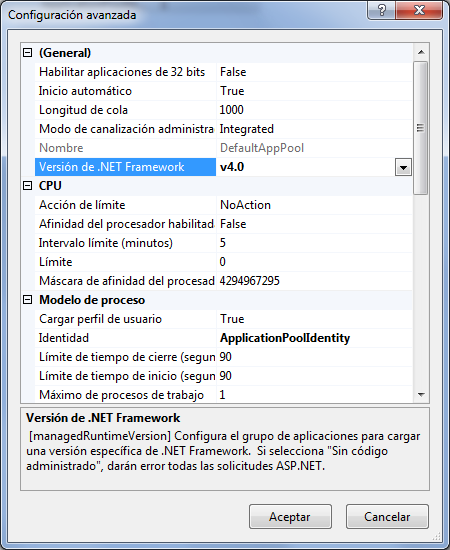 Configuración avanzada
(General)
Habilitar aplicaciones de 32 bits False
Inicio automático True
Longitud de cola 1000
Modo de canalización administra Integrated
Nombre DefaultAppPool
Versión de .NET Framework v4.0
CPU
Acción de límite NoAction
Afinidad del procesador habilitad False
Intervalo límite (minutos) 5
Límite 0
Máscara de afinidad del procesad 4294967295
Modelo de proceso
Cargar perfil de usuario True
Identidad ApplicationPoolIdentity
Límite de tiempo de cierre (segun 90
Límite de tiempo de inicio (segun 90
Máximo de procesos de trabajo 1
Versión de .NET Framework
[managedRuntimeVersion] Configura el grupo de aplicaciones para cargar
una versión específica de .NET Framework. Si selecciona "Sin código
administrado", darán error todas las solicitudes ASP.NET.
Aceptar Cancelar